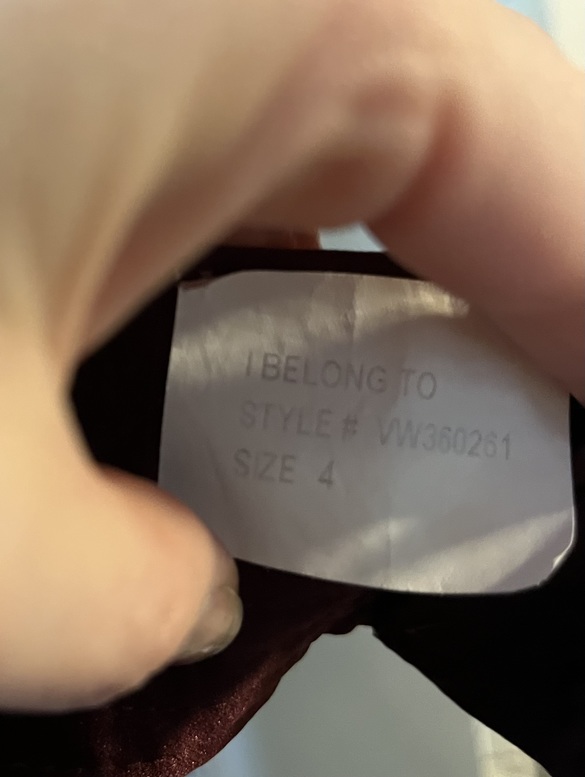 I BELONG TO
STYLE # VW360261
SIZE 4